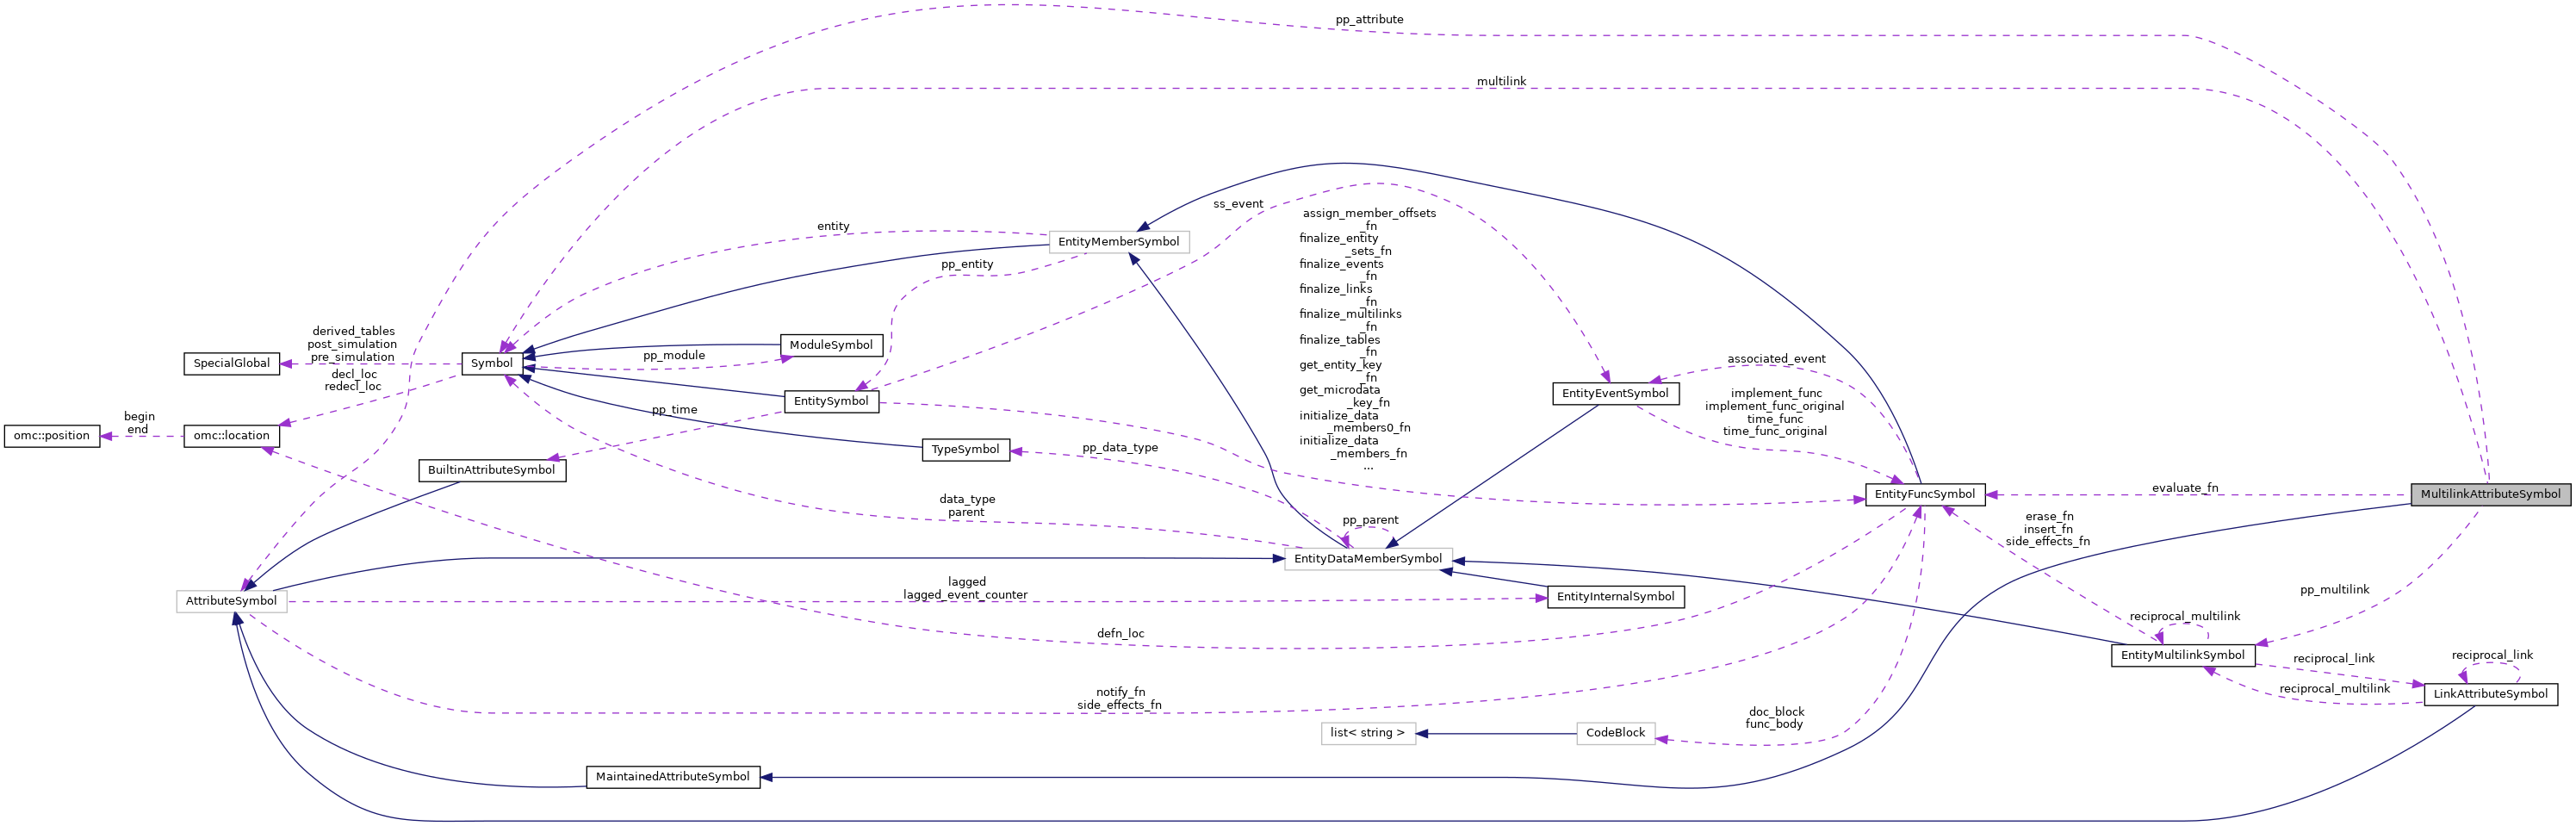 pp_attribute
multilink
ss_event
assign_member_offsets
_fn
finalize_entity
_sets_fn
finalize_events
_fn
finalize_links
_fn
finalize_multilinks
_fn
finalize_tables
_fn
get_entity_key
_fn
get_microdata
_key_fn
initialize_data
_members0_fn
initialize_data
_members_fn
...
entity
EntityMemberSymbol
pp_entity
derived_tables
post_simulation
pre_simulation
SpecialGlobal
Symbol
pp_module
ModuleSymbol
decl_loc
redecl_loc
EntitySymbol
pp_time
begin
end
omc::position
omc::location
TypeSymbol
pp_data_type
BuiltinAttributeSymbol
associated_event
EntityEventSymbol
implement_func
implement_func_original
time_func
time_func_original
EntityFuncSymbol
evaluate_fn
MultilinkAttributeSymbol
data_type
parent
pp_parent
EntityDataMemberSymbol
erase_fn
insert_fn
side_effects_fn
AttributeSymbol
lagged
lagged_event_counter
EntityInternalSymbol
pp_multilink
reciprocal_multilink
defn_loc
EntityMultilinkSymbol
reciprocal_link
reciprocal_link
reciprocal_multilink
LinkAttributeSymbol
notify_fn
side_effects_fn
doc_block
func_body
list< string >
CodeBlock
MaintainedAttributeSymbol